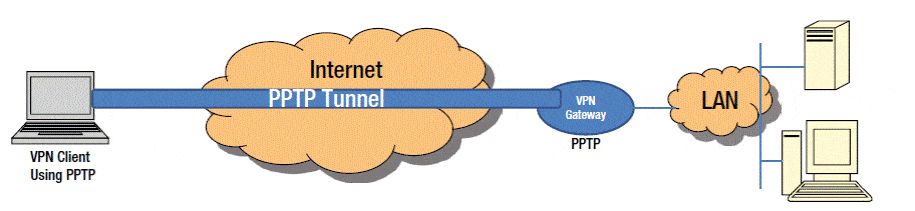 Internet
PPTP Tunnel
VPN
Gateway
PPTP
LAN
VPN Client
Using PPTP